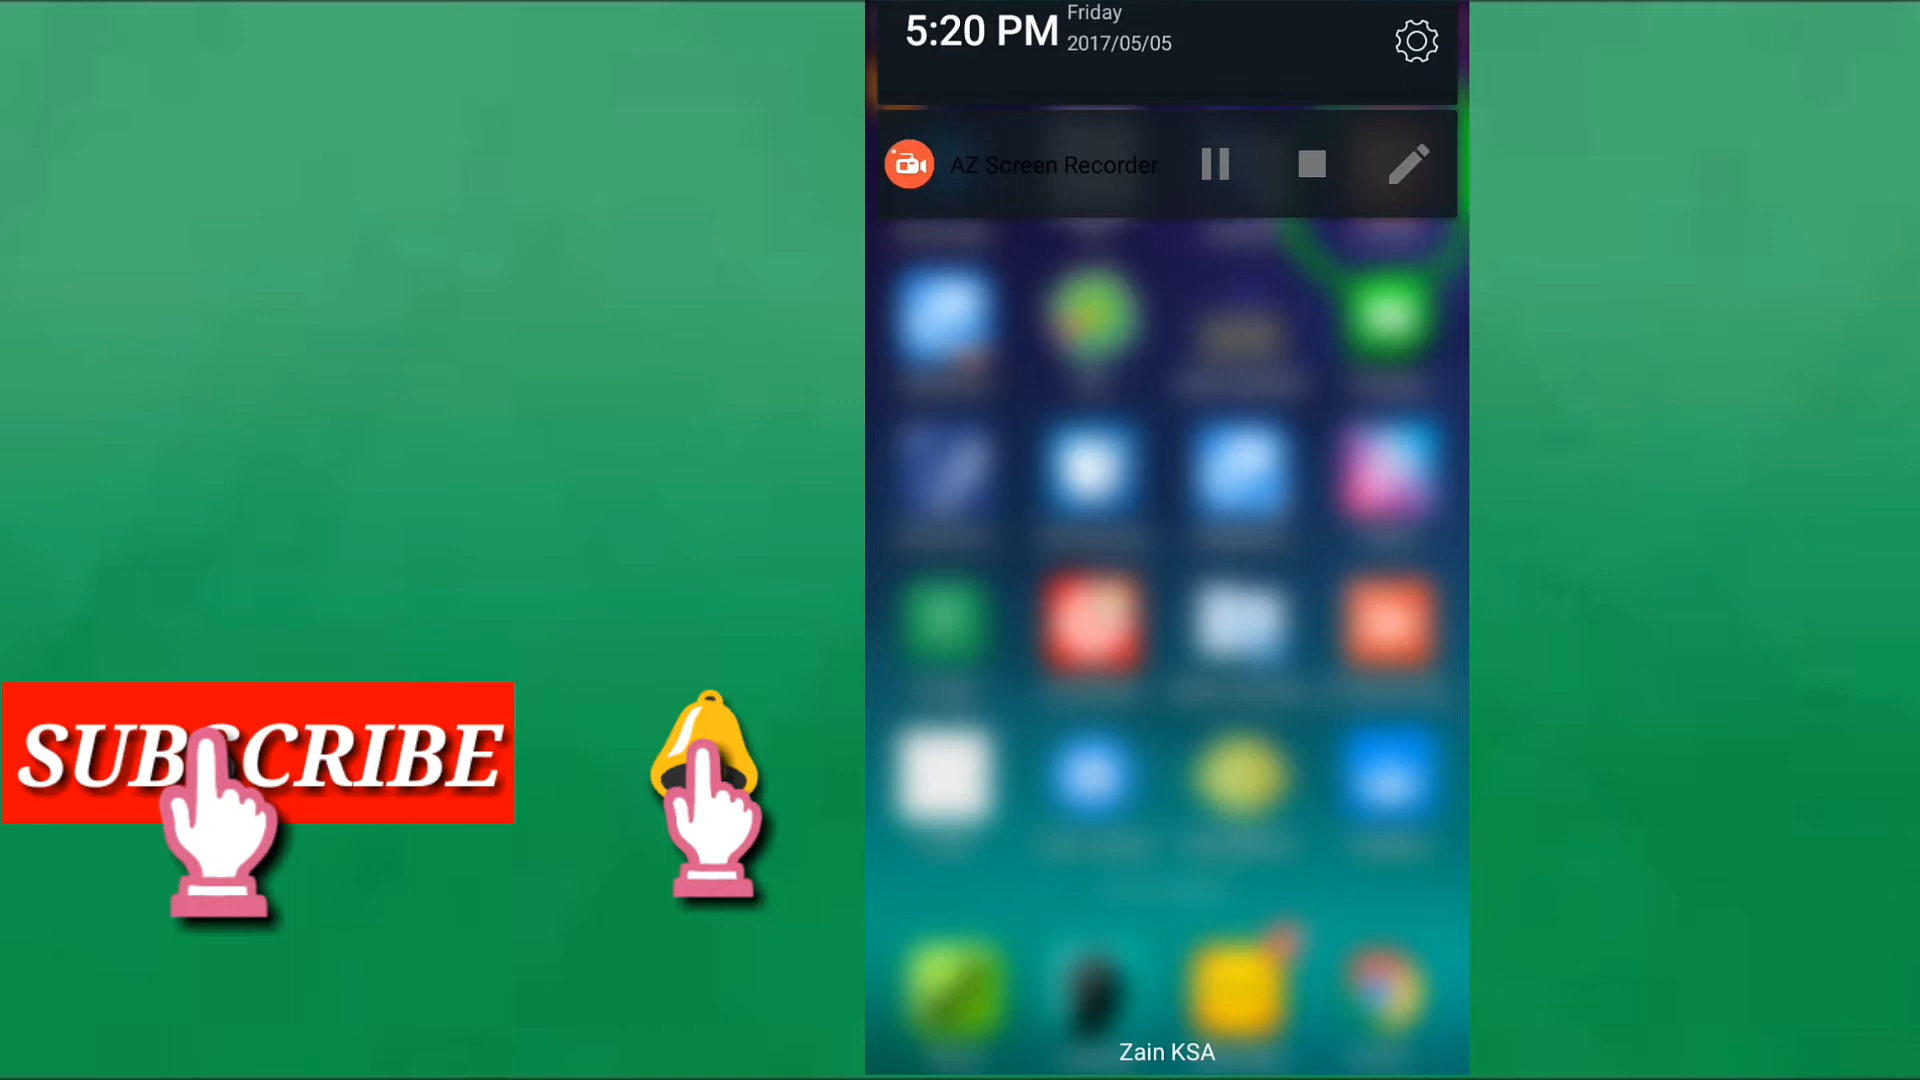 5:20 PM
Friday
2017/05/05
AZ Screen Recorder
SUBSCRIBE
Zain KSA